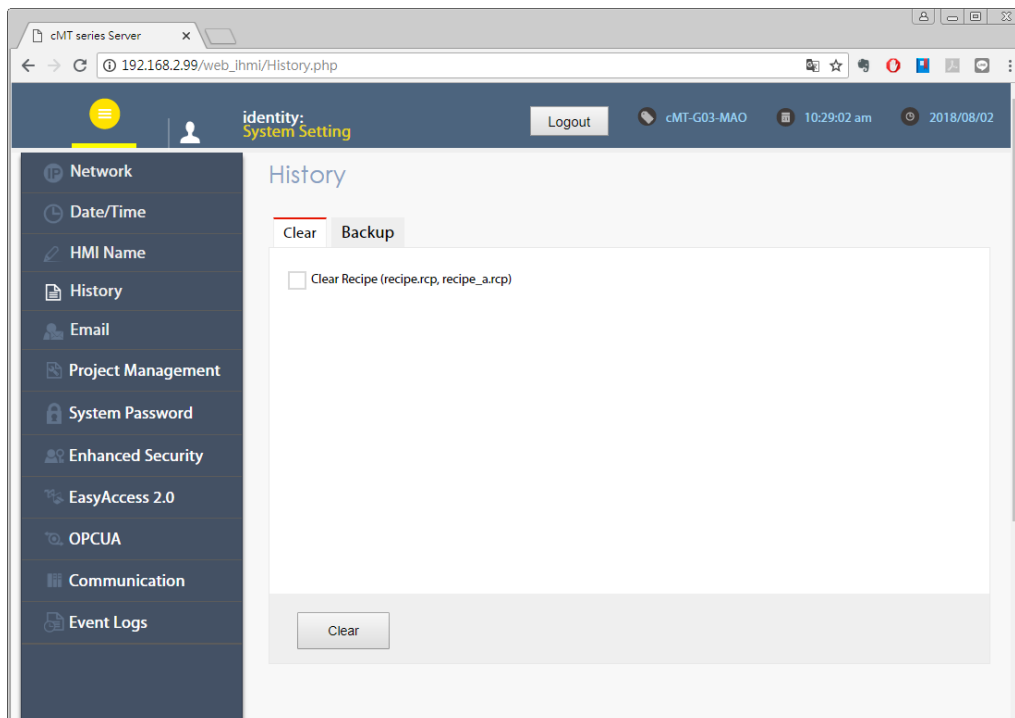 cMT series Server
192.168.2.99/web_ihmi/History.php
identity:
System Setting
Logout
cMT-G03-MAO
10:29:02 am
2018/08/02
Network
Date/Time
HMI Name
History
Email
Project Management
System Password
Enhanced Security
EasyAccess 2.0
OPCUA
Communication
Event Logs
History
Clear
Backup
Clear Recipe (recipe.rcp, recipe_a.rcp)
Clear